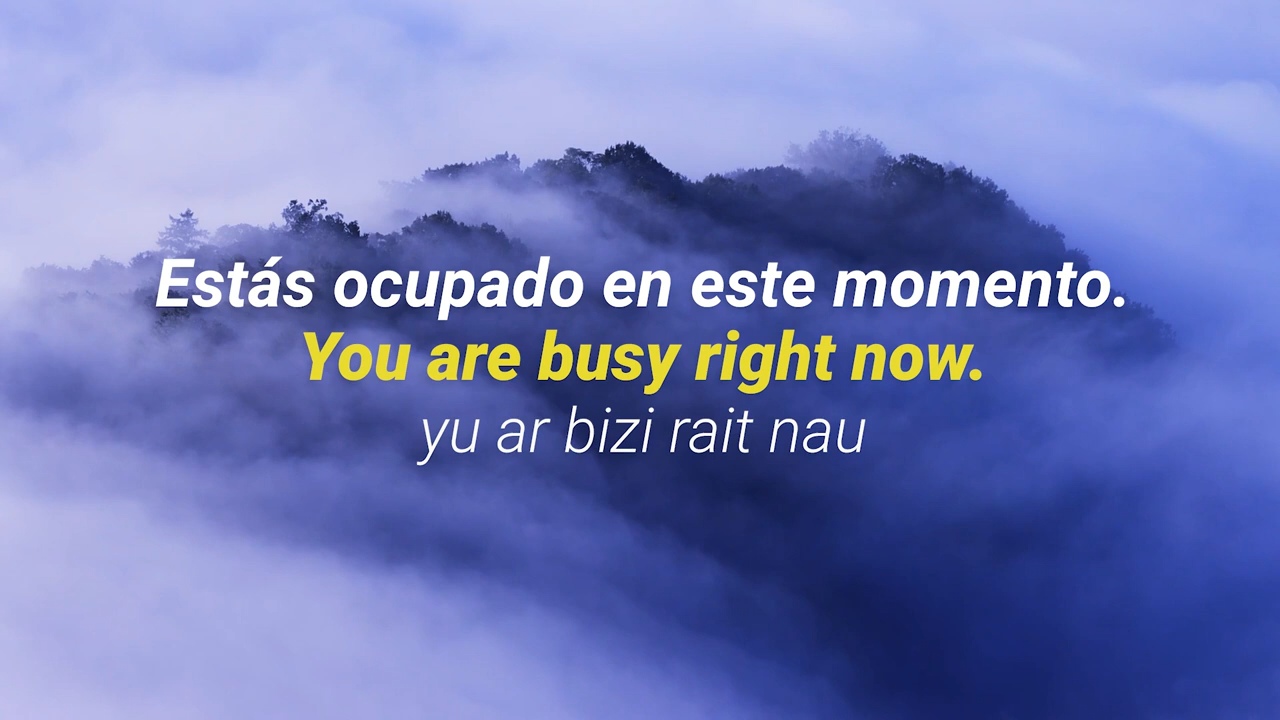 Estás ocupado en este momento.
You are busy right now.
yu ar bizi rait nau